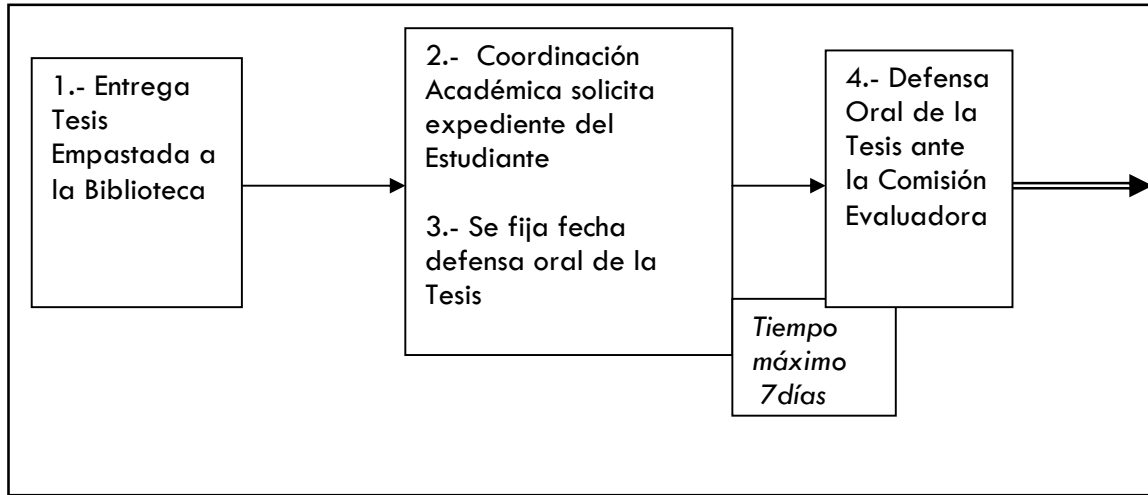 1.- Entrega
Tesis
Empastada a
la Biblioteca
2.- Coordinación
Académica solicita
expediente del
Estudiante
3.- Se fija fecha
defensa oral de la
Tesis
Tiempo
máximo
7días
4.- Defensa
Oral de la
Tesis ante
la Comisión
Evaluadora